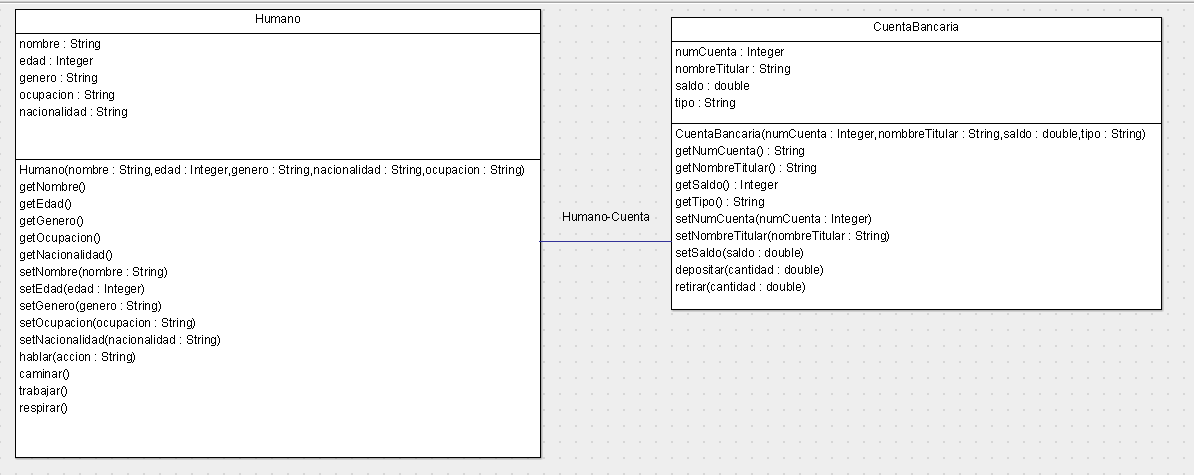 Humano
nombre : String
edad : Integer
genero : String
ocupacion : String
nacionalidad : String
Humano(nombre : String,edad : Integer,genero : String,nacionalidad : String,ocupacion : String)
getNombre()
getEdad()
getGenero()
getOcupacion()
getNacionalidad()
setNombre(nombre : String)
setEdad(edad : Integer)
setGenero(genero : String)
setOcupacion(ocupacion : String)
setNacionalidad(nacionalidad : String)
hablar(accion : String)
caminar()
trabajar()
respirar()
Humano-Cuenta
CuentaBancaria
numCuenta : Integer
nombreTitular : String
saldo : double
tipo : String
CuentaBancaria(numCuenta : Integer,nombbreTitular : String,saldo : double,tipo : String)
getNumCuenta() : String
getNombreTitular() : String
getSaldo() : Integer
getTipo() : String
setNumCuenta(numCuenta : Integer)
setNombreTitular(nombreTitular : String)
setSaldo(saldo : double)
depositar(cantidad : double)
retirar(cantidad : double)